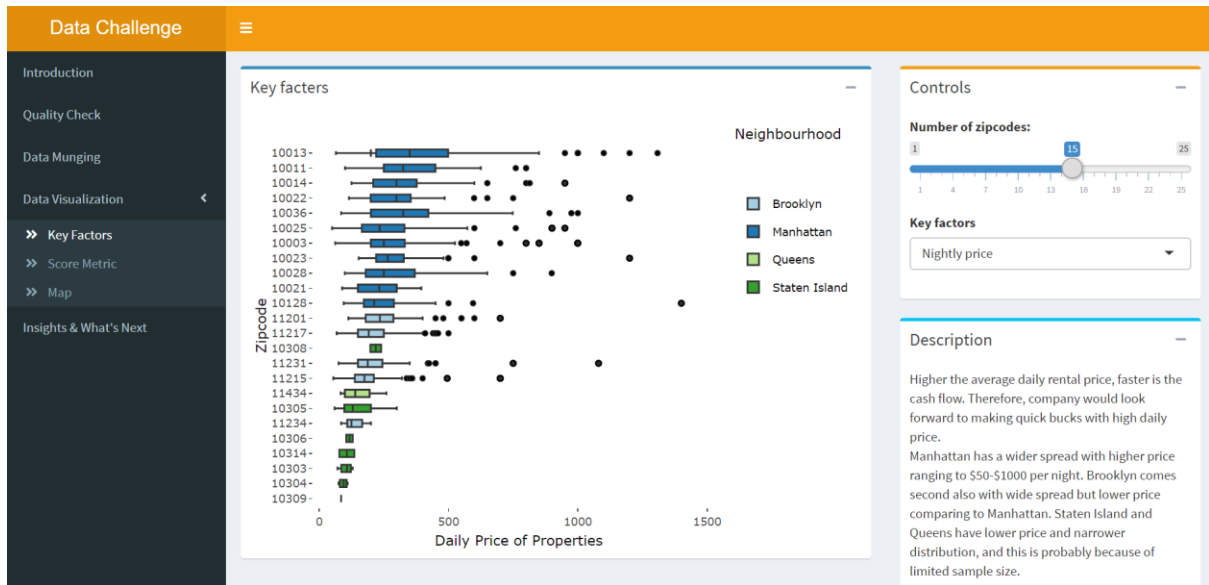 Data Challenge
Introduction
Quality Check
Data Munging
Data Visualization
Key Factors
Score Metric
Map
Insights & What's Next
Key facters
Neighbourhood
Brooklyn
Manhattan
Queens
Staten Island
Zipcode
10013
10011
10014
10022
10036
10025
10003
10023
10028
10021
10128
11201
11217
10308
11231
11215
11434
10305
11234
10306
10314
10303
10304
10309
0 500 1000 1500
Daily Price of Properties
Controls
Number of zipcodes:
1 15 25
1 4 7 10 13 16 19 22 25
Key factors
Nightly price
Description
Higher the average daily rental price, faster is the
cash flow. Therefore, company would look
forward to making quick bucks with high daily
price.
Manhattan has a wider spread with higher price
ranging to $50-$1000 per night. Brooklyn comes
second also with wide spread but lower price
comparing to Manhattan. Staten Island and
Queens have lower price and narrower
distribution, and this is probably because of
limited sample size.